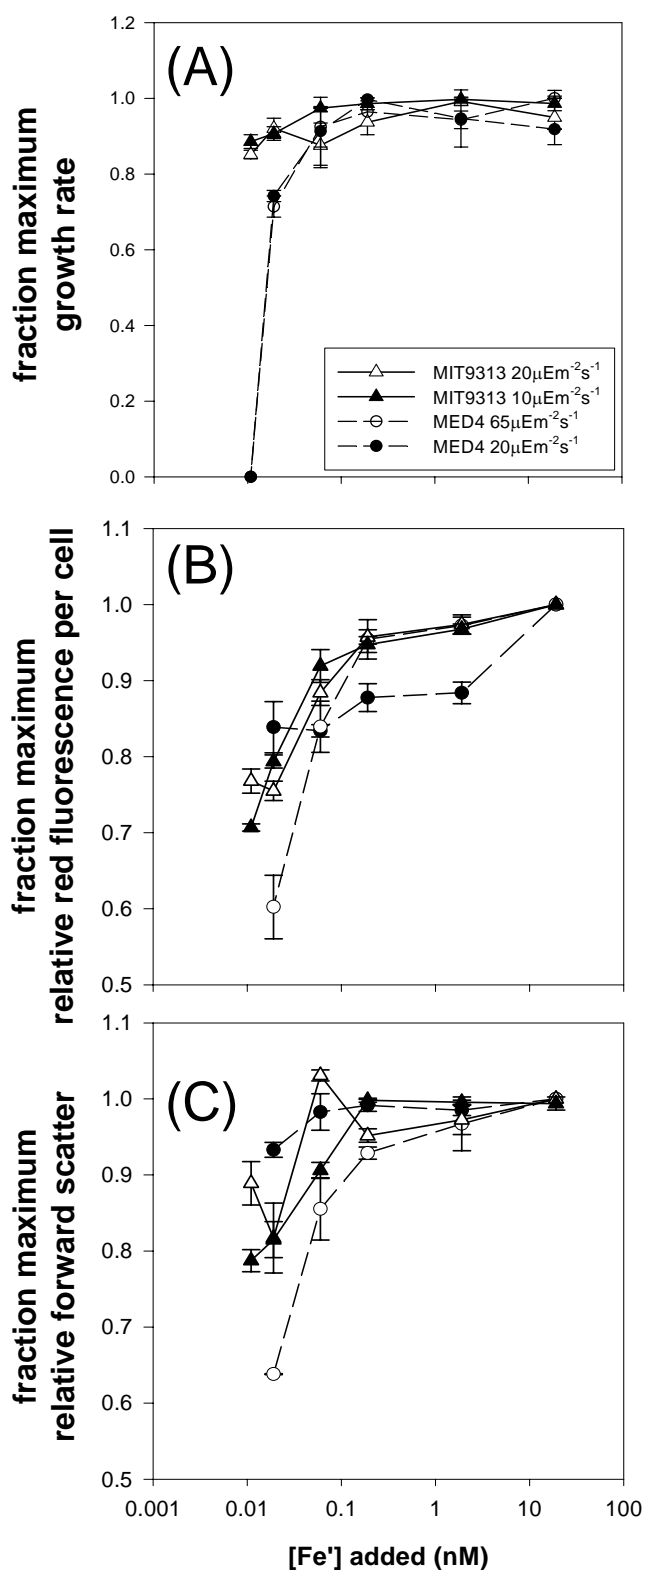 (A)
fraction maximum
growth rate
1.2
1.0
0.8
0.6
0.4
0.2
0.0
MIT9313 20μEm⁻²s⁻¹
MIT9313 10μEm⁻²s⁻¹
MED4 65μEm⁻²s⁻¹
MED4 20μEm⁻²s⁻¹
(B)
fraction maximum
relative red fluorescence per cell
1.1
1.0
0.9
0.8
0.7
0.6
0.5
(C)
fraction maximum
relative forward scatter
1.1
1.0
0.9
0.8
0.7
0.6
0.5
0.001 0.01 0.1 1 10 100
[Fe'] added (nM)